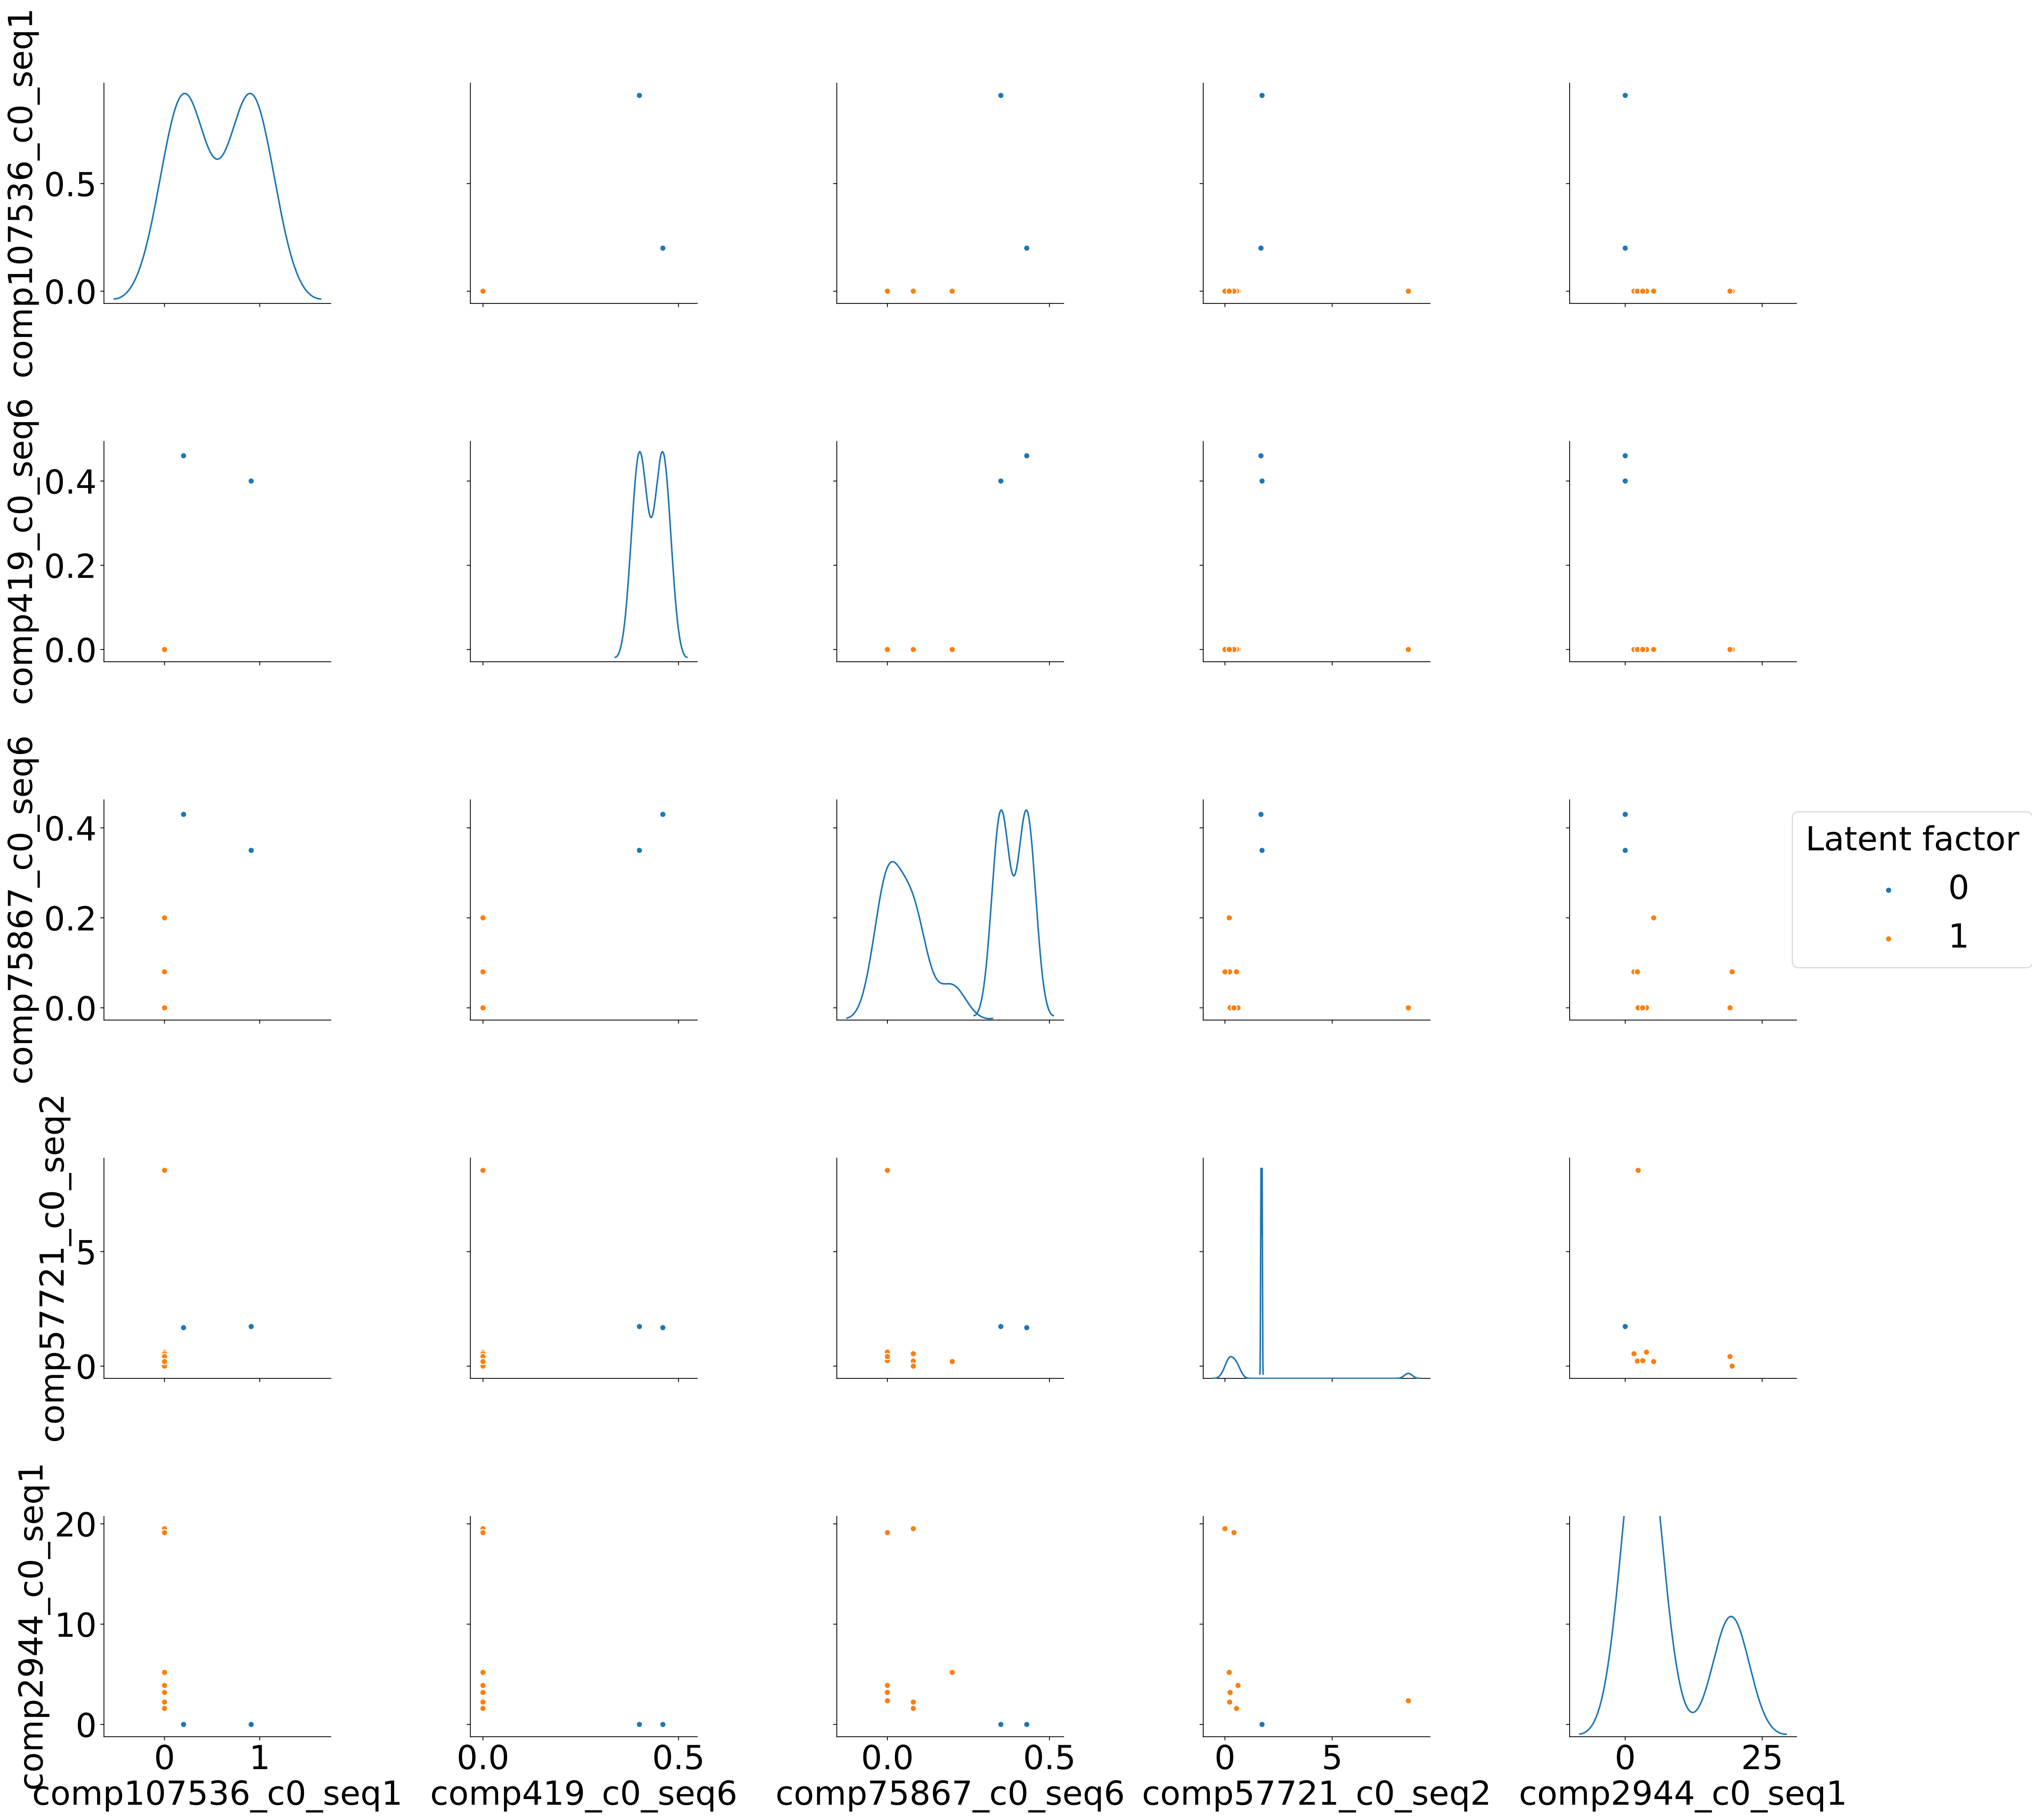 comp107536_c0_seq1
0.5
0.0
comp419_c0_seq6
0.4
0.2
0.0
comp75867_c0_seq6
0.4
0.2
0.0
Latent factor
0
1
comp57721_c0_seq2
5
0
comp2944_c0_seq1
20
10
0
0 1 0.0 0.5 0.0 0.5 0 5 0 25
comp107536_c0_seq1 comp419_c0_seq6 comp75867_c0_seq6 comp57721_c0_seq2 comp2944_c0_seq1